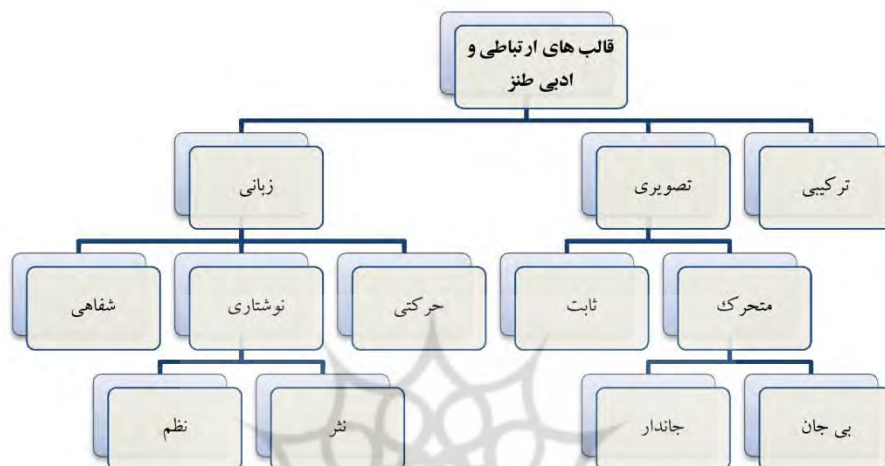 قالب های ارتباطی و
ادبی طنز
ترکیبی
تصویری
زبانی
متحرک
ثابت
حرکتی
نوشتاری
شفاهی
بی جان
جاندار
نثر
نظم